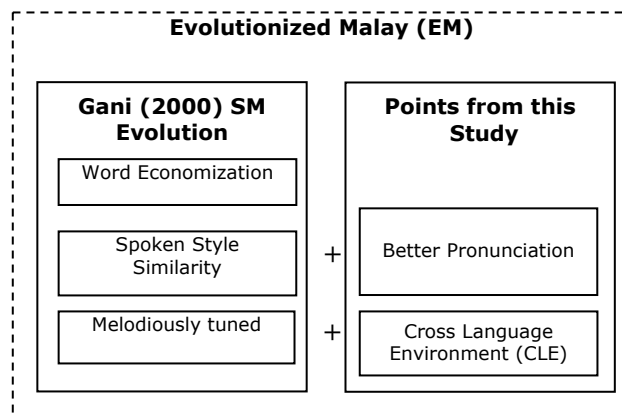 Evolutionized Malay (EM)
Gani (2000) SM
Evolution
Word Economization
Spoken Style
Similarity
Melodiously tuned
+
+
Points from this
Study
Better Pronunciation
Cross Language
Environment (CLE)